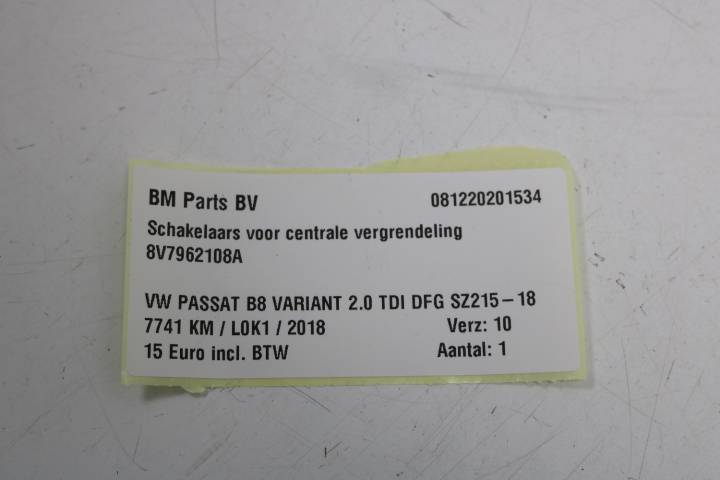 BM Parts BV 081220201534
Schakelaars voor centrale vergrendeling
8V7962108A
VW PASSAT B8 VARIANT 2.0 TDI DFG SZ215-18
7741 KM / L0K1 / 2018 Verz: 10
15 Euro incl. BTW Aantal: 1